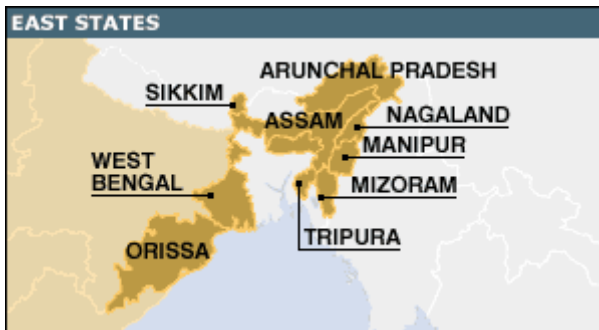 EAST STATES
ARUNCHAL PRADESH
SIKKIM
ASSAM
NAGALAND
MANIPUR
WEST
BENGAL
MIZORAM
TRIPURA
ORISSA